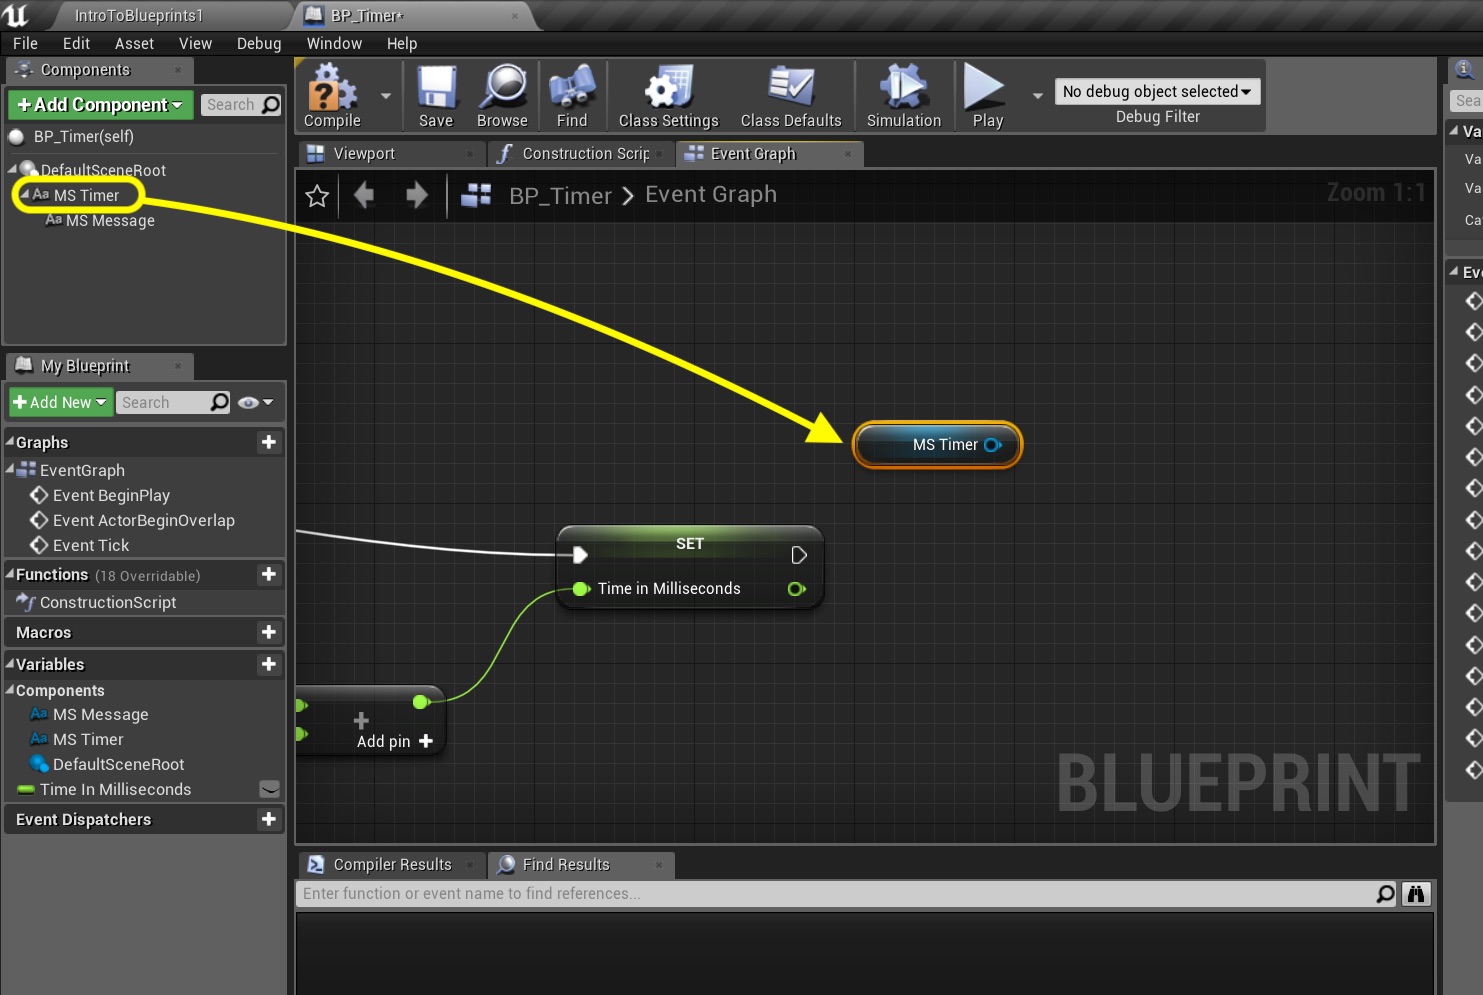 IntroToBlueprints1
BP_Timer*
File Edit Asset View Debug Window Help
Components
+Add Component
Search
BP_Timer(self)
DefaultSceneRoot
Aa MS Timer
Aa MS Message
Compile
Save
Browse
Find
Class Settings
Class Defaults
Simulation
Play
No debug object selected
Debug Filter
Viewport
Construction Scrip
Event Graph
BP_Timer > Event Graph
Zoom 1:1
MS Timer
SET
Time in Milliseconds
Add pin +
BLUEPRINT
My Blueprint
+Add New
Search
Graphs
EventGraph
Event BeginPlay
Event ActorBeginOverlap
Event Tick
Functions (18 Overridable)
ConstructionScript
Macros
Variables
Components
Aa MS Message
Aa MS Timer
DefaultSceneRoot
Time In Milliseconds
Event Dispatchers
Compiler Results
Find Results
Enter function or event name to find references...
Sea
Va
Va
Va
Ca
Eve